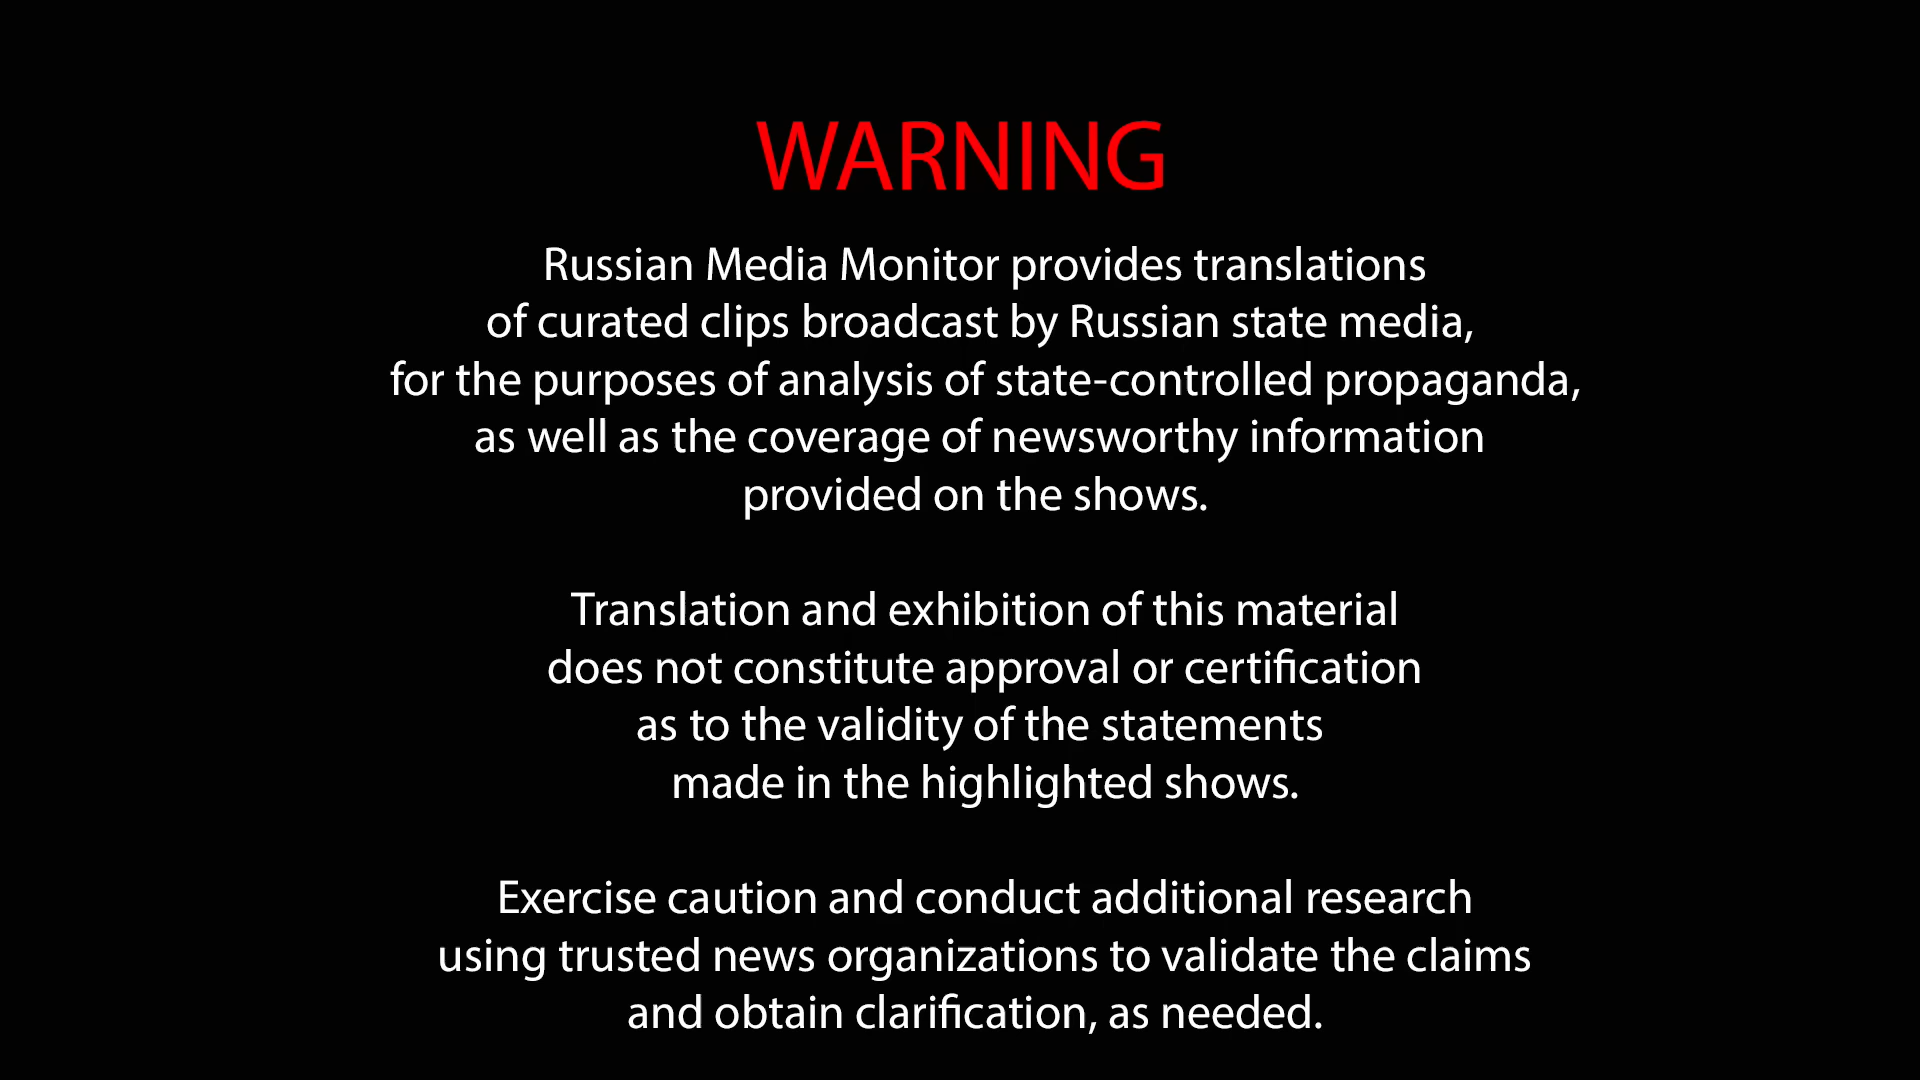 WARNING
Russian Media Monitor provides translations
of curated clips broadcast by Russian state media,
for the purposes of analysis of state-controlled propaganda,
as well as the coverage of newsworthy information
provided on the shows.
Translation and exhibition of this material
does not constitute approval or certification
as to the validity of the statements
made in the highlighted shows.
Exercise caution and conduct additional research
using trusted news organizations to validate the claims
and obtain clarification, as needed.